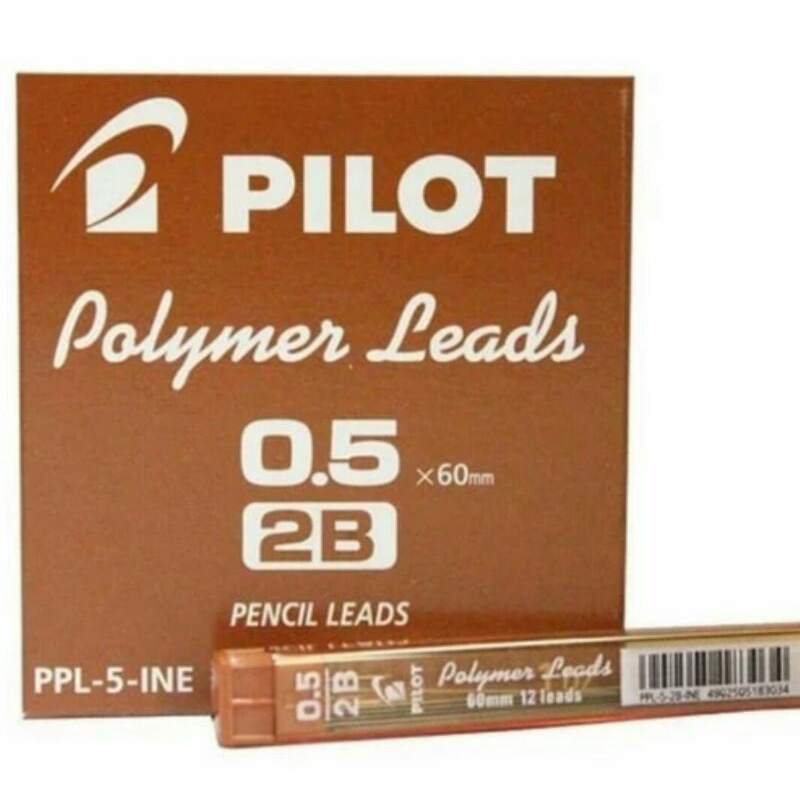 PILOT
Polymer Leads
0.5 ×60mm
2B
PENCIL LEADS
PPL-5-INE
0.5
2B
PILOT
Polymer Leads
60mm 12 leads
PPL-5-2B-INE 4902505183034